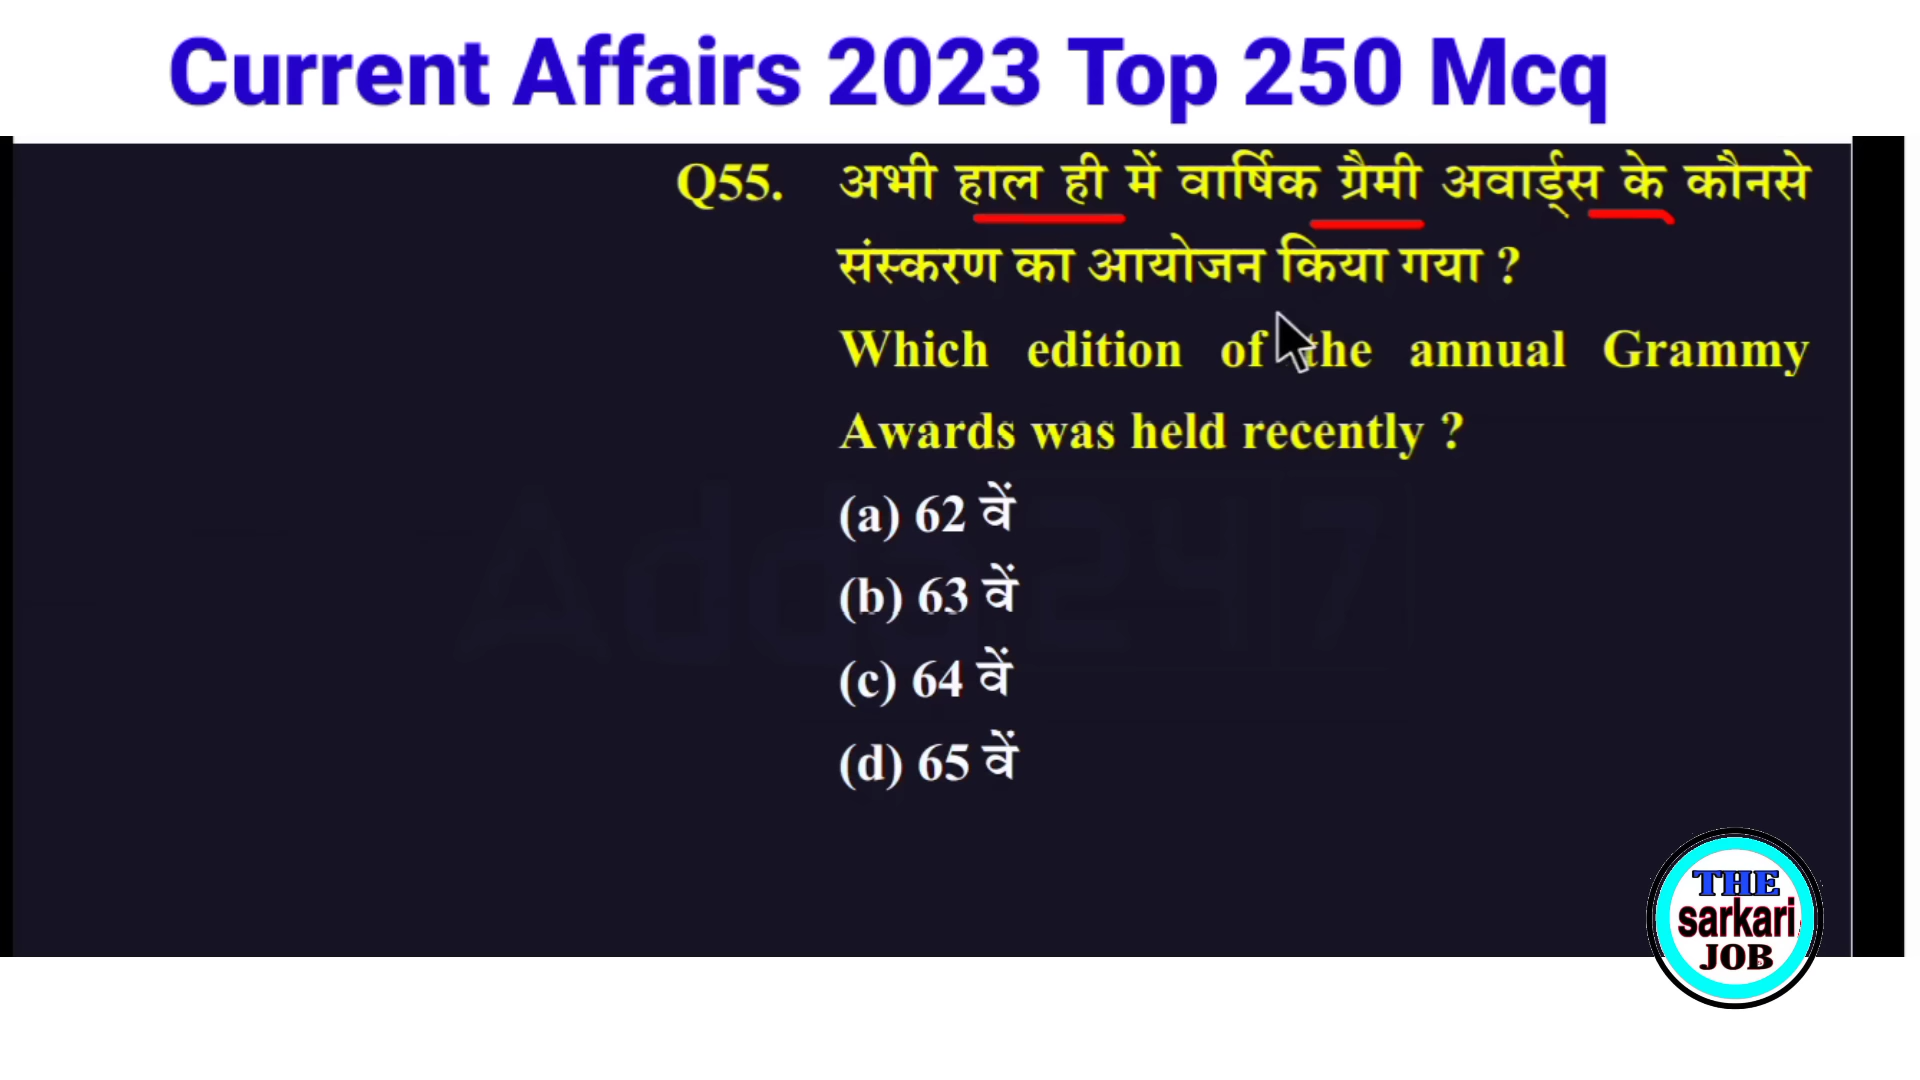 Current Affairs 2023 Top 250 Mcq
Q55. अभी हाल ही में वार्षिक ग्रैमी अवार्ड्स के कौनसे
संस्करण का आयोजन किया गया ?
Which edition of the annual Grammy
Awards was held recently ?
(a) 62 वें
(b) 63 वें
(c) 64 वें
(d) 65 वें
Adda247
THE
sarkari
JOB